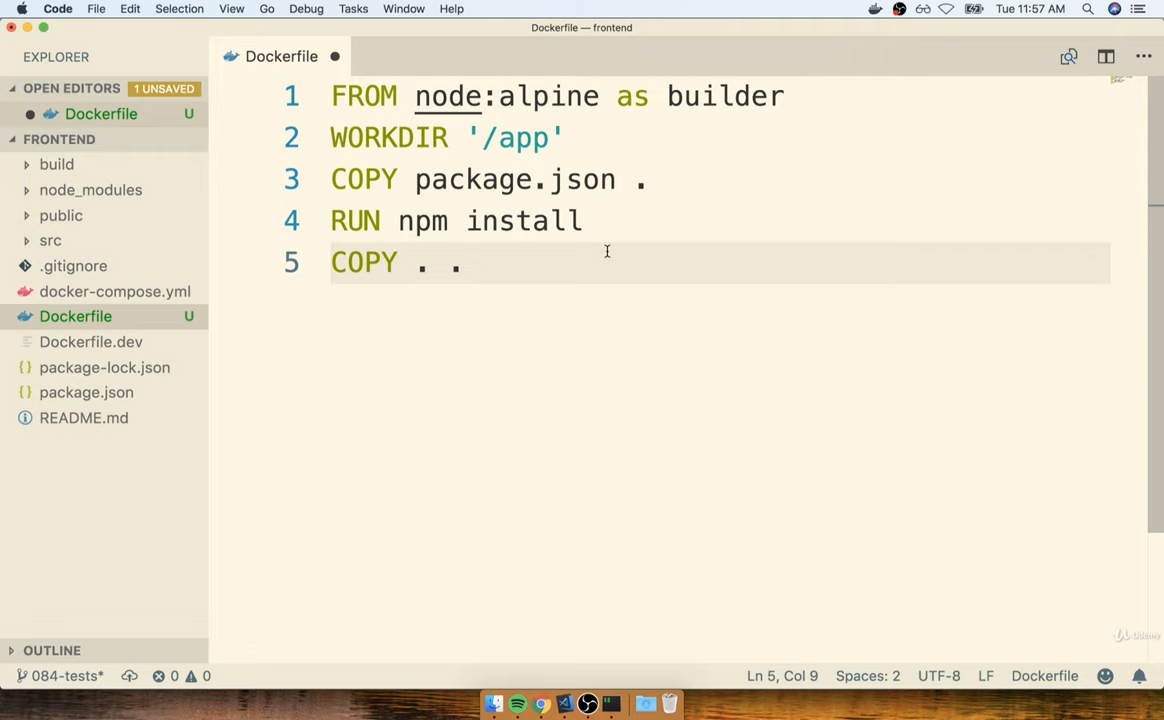 Code File Edit Selection View Go Debug Tasks Window Help Tue 11:57 AM
Dockerfile — frontend
EXPLORER
Dockerfile
OPEN EDITORS 1 UNSAVED
Dockerfile U
FRONTEND
build
node_modules
public
src
.gitignore
docker-compose.yml
Dockerfile U
Dockerfile.dev
package-lock.json
package.json
README.md
1 FROM node:alpine as builder
2 WORKDIR '/app'
3 COPY package.json .
4 RUN npm install
5 COPY . .
OUTLINE
Udemy
084-tests* 0 0 Ln 5, Col 9 Spaces: 2 UTF-8 LF Dockerfile